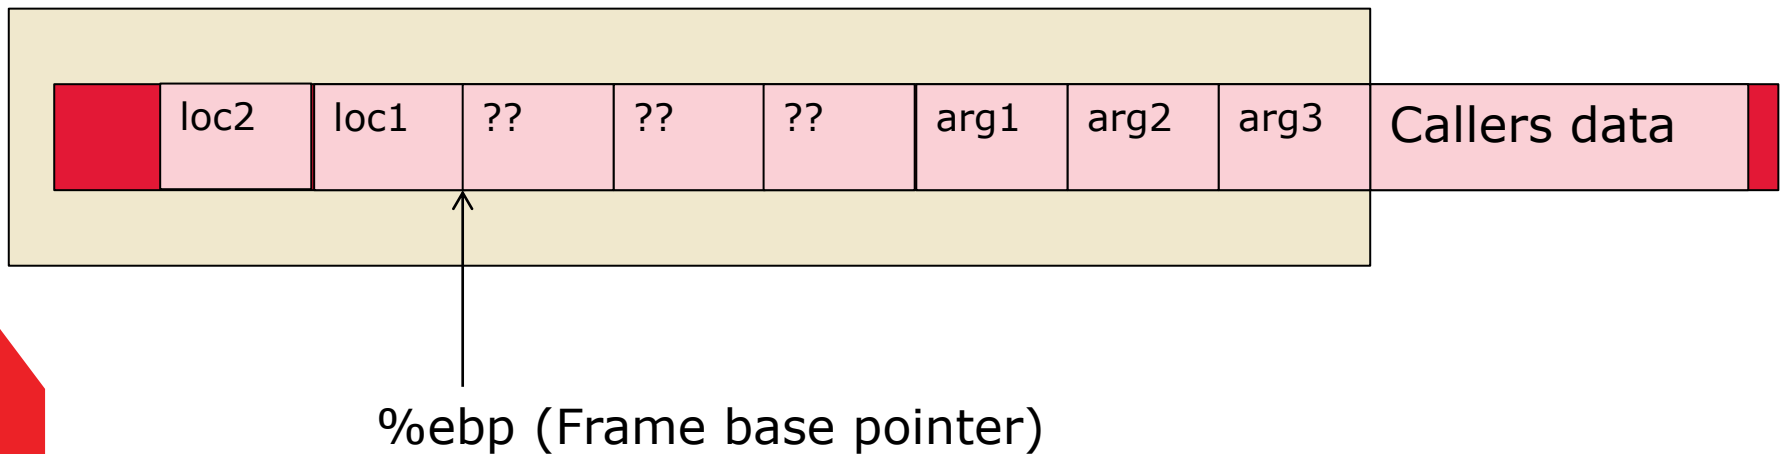 loc2 loc1 ?? ?? ?? arg1 arg2 arg3 Callers data
%ebp (Frame base pointer)